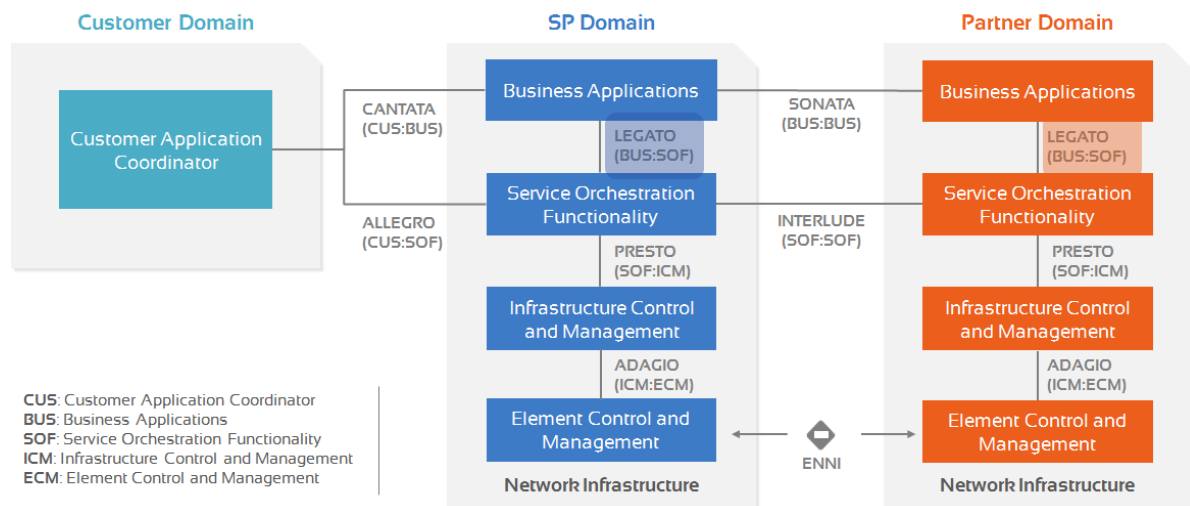 Customer Domain
SP Domain
Partner Domain
Customer Application
Coordinator
CANTATA
(CUS:BUS)
ALLEGRO
(CUS:SOF)
Business Applications
LEGATO
(BUS:SOF)
Service Orchestration
Functionality
PRESTO
(SOF:ICM)
Infrastructure Control
and Management
ADAGIO
(ICM:ECM)
Element Control and
Management
Network Infrastructure
SONATA
(BUS:BUS)
INTERLUDE
(SOF:SOF)
ENNI
Business Applications
LEGATO
(BUS:SOF)
Service Orchestration
Functionality
PRESTO
(SOF:ICM)
Infrastructure Control
and Management
ADAGIO
(ICM:ECM)
Element Control and
Management
Network Infrastructure
CUS: Customer Application Coordinator
BUS: Business Applications
SOF: Service Orchestration Functionality
ICM: Infrastructure Control and Management
ECM: Element Control and Management